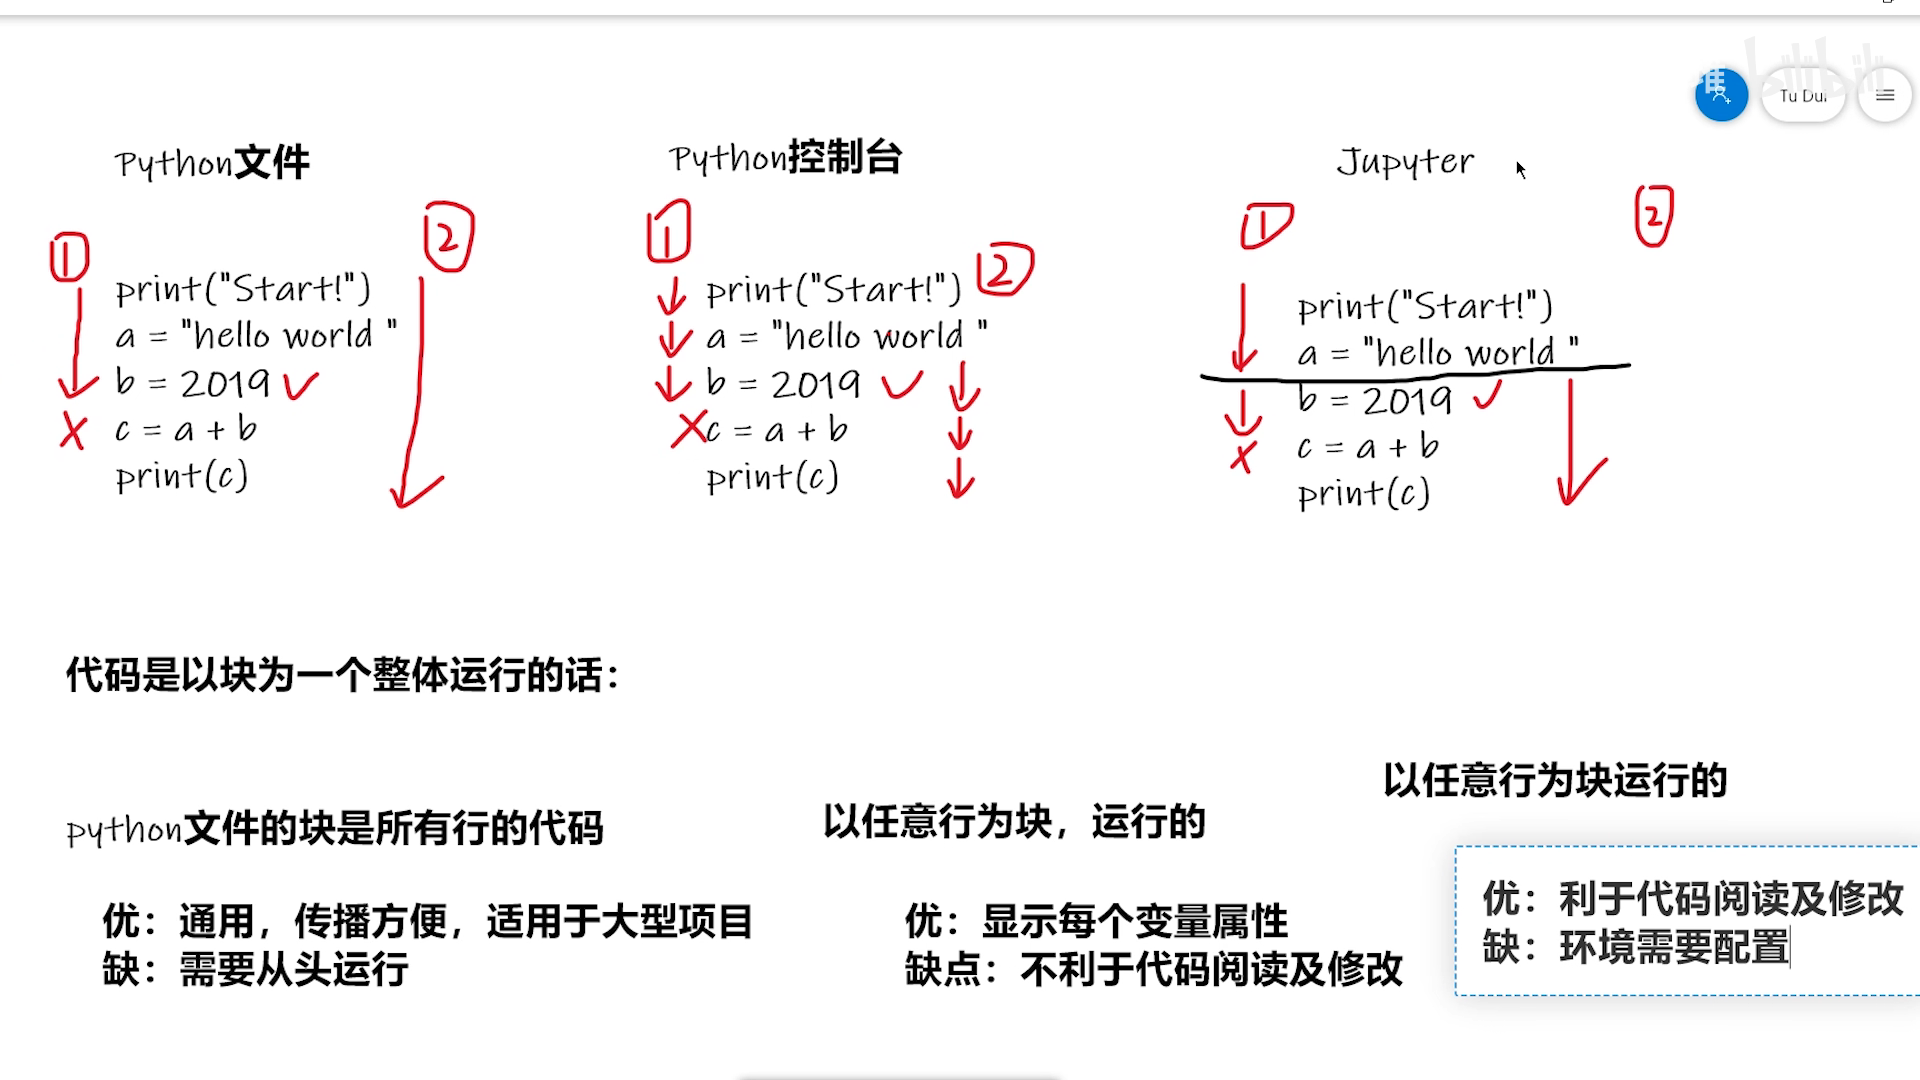 bilibili
Tu Dui
Python文件
1
2
print("Start!")
a = "hello world "
b = 2019
c = a + b
print(c)
Python控制台
1
2
print("Start!")
a = "hello world "
b = 2019
c = a + b
print(c)
Jupyter
1
2
print("Start!")
a = "hello world "
b = 2019
c = a + b
print(c)
代码是以块为一个整体运行的话：
python文件的块是所有行的代码
优：通用，传播方便，适用于大型项目
缺：需要从头运行
以任意行为块，运行的
优：显示每个变量属性
缺点：不利于代码阅读及修改
以任意行为块运行的
优：利于代码阅读及修改
缺：环境需要配置